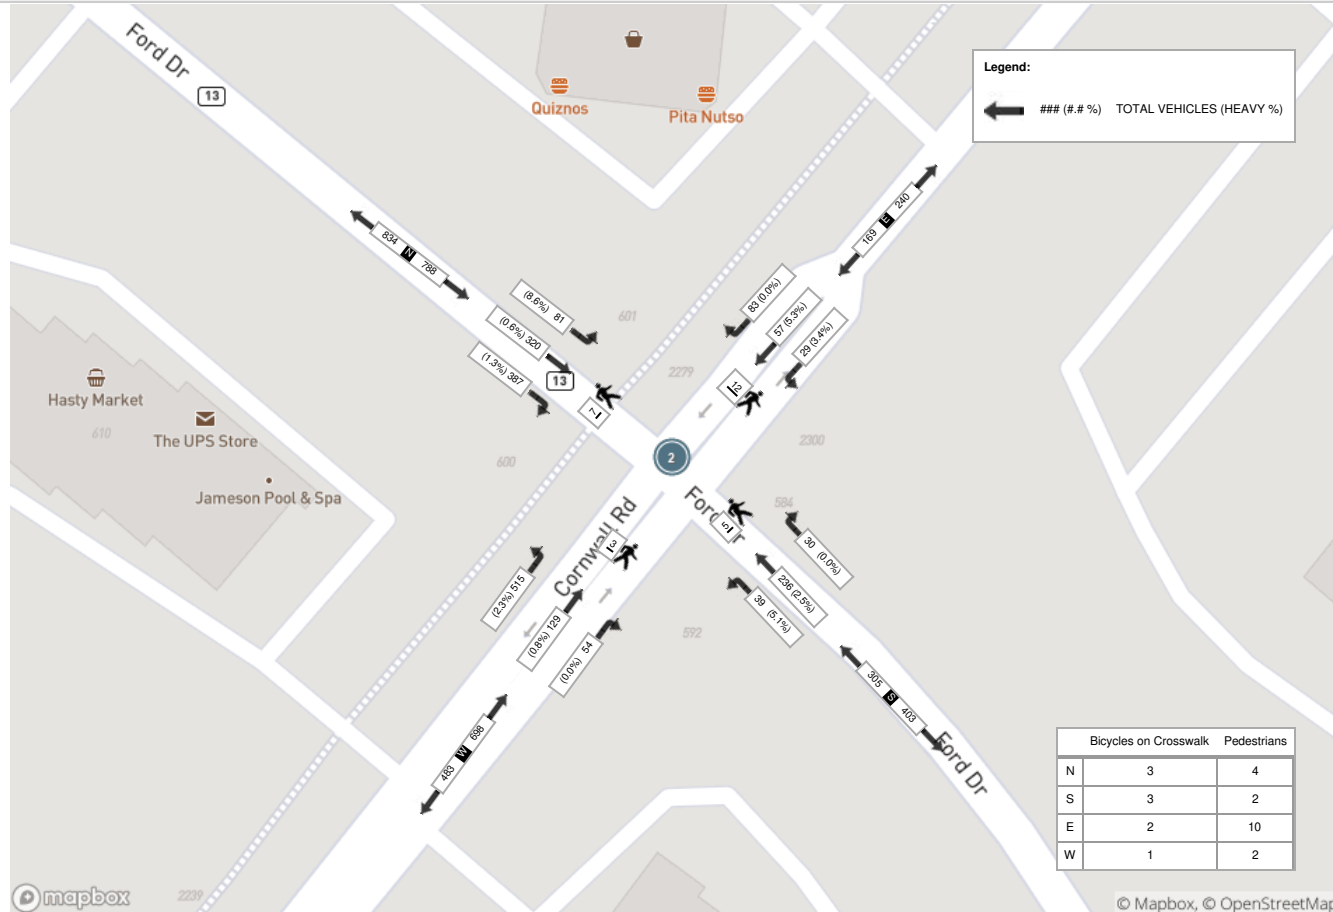 Ford Dr
13
Quiznos
Pita Nutso
Legend:
### (#.# %) TOTAL VEHICLES (HEAVY %)
240
E
169
834
N
788
(8.6%) 81
(0.6%) 320
(1.3%) 387
601
83 (0.0%)
57 (5.3%)
29 (3.4%)
13
2279
12
7
Hasty Market
610
The UPS Store
Jameson Pool & Spa
600
2
2300
Ford Dr
584
5
30 (0.0%)
236 (2.5%)
39 (5.1%)
Cornwall Rd
3
(2.3%) 515
(0.8%) 129
(0.0%) 54
592
305
S
403
698
W
483
Ford Dr
Bicycles on Crosswalk Pedestrians
N 3 4
S 3 2
E 2 10
W 1 2
2239
mapbox
© Mapbox, © OpenStreetMap